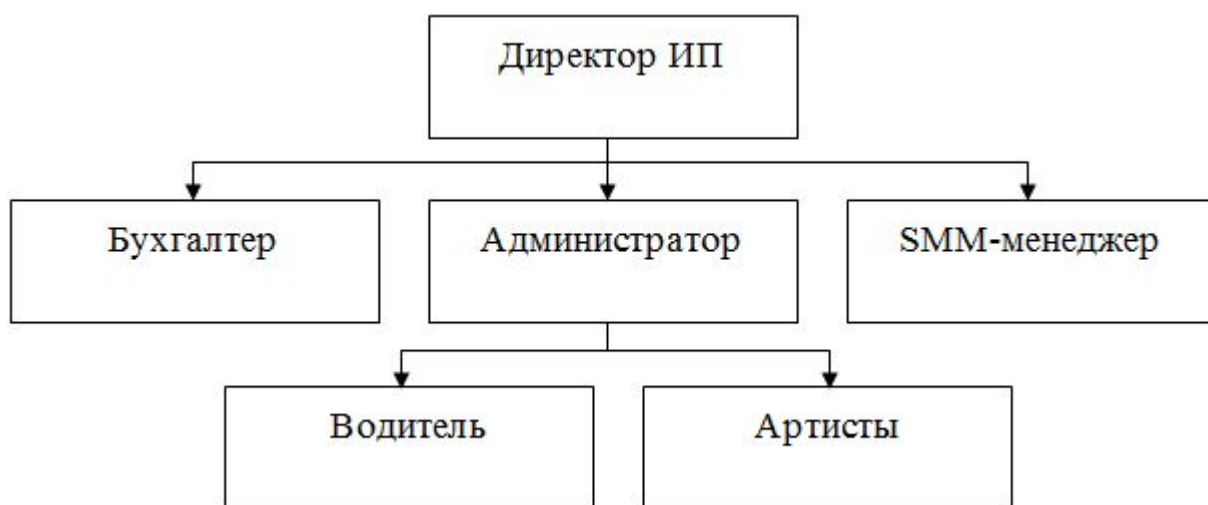 Директор ИП
Бухгалтер
Администратор
SMM-менеджер
Водитель
Артисты